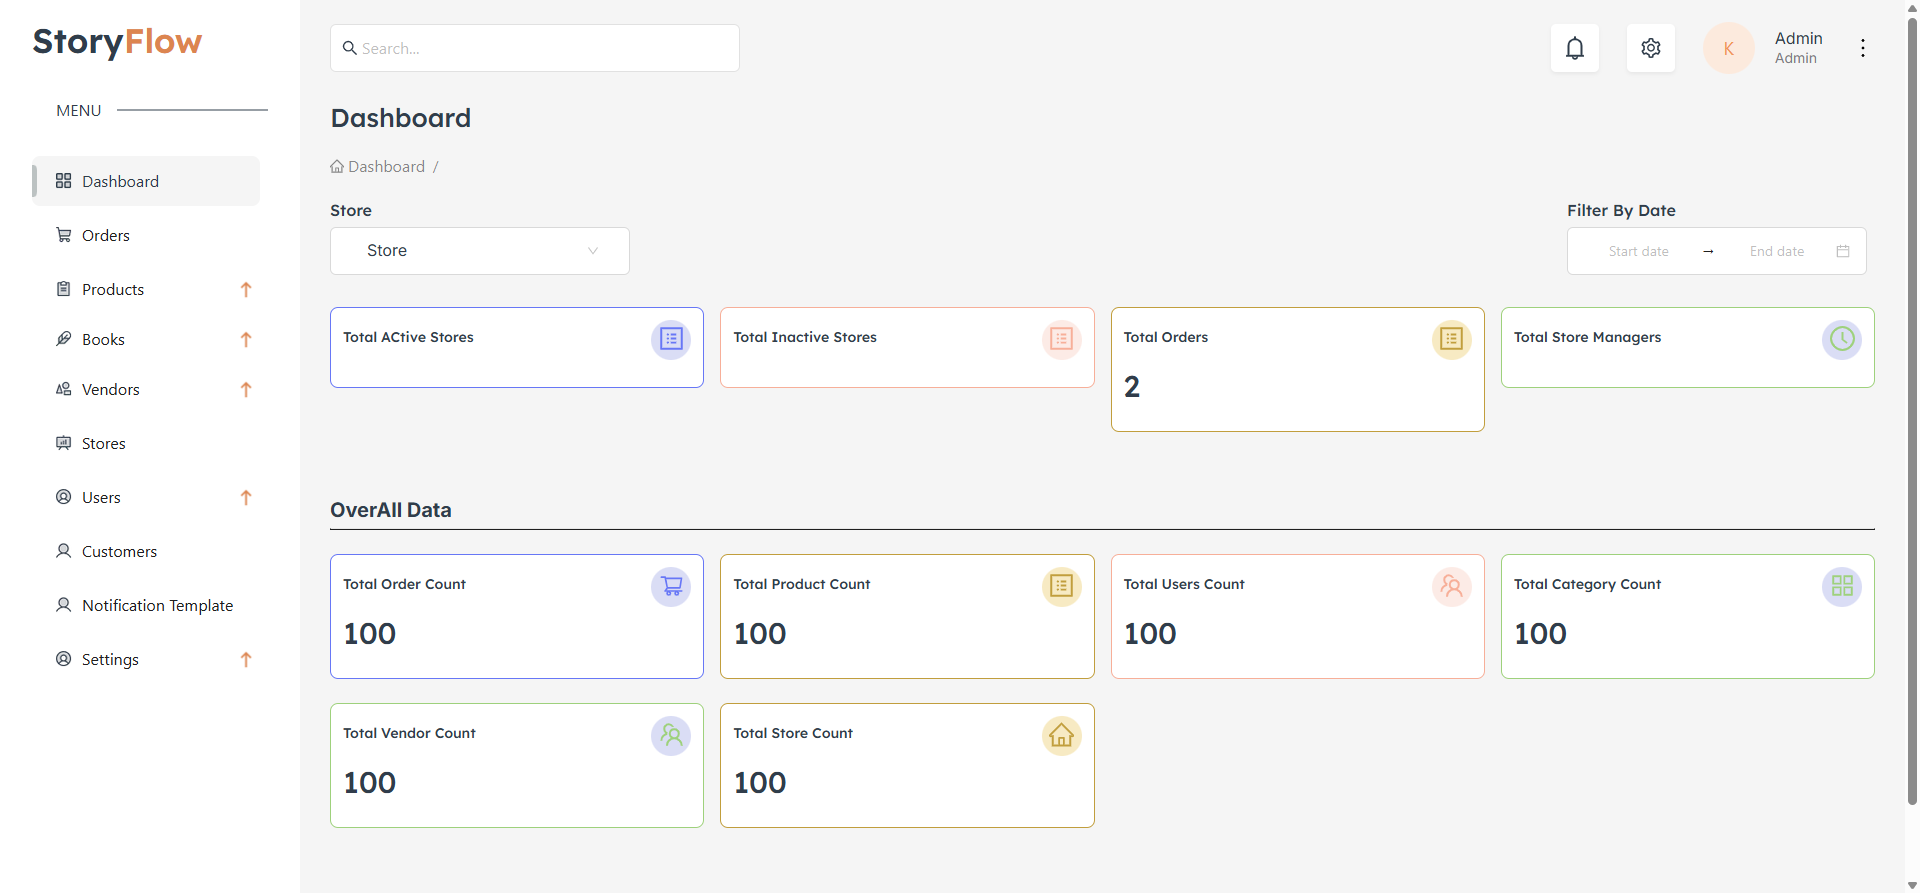 StoryFlow
MENU
Dashboard
Orders
Products
Books
Vendors
Stores
Users
Customers
Notification Template
Settings
Search...
K
Admin
Admin
Dashboard
Dashboard /
Store
Filter By Date
Store
Start date → End date
Total ACtive Stores
Total Inactive Stores
Total Orders
2
Total Store Managers
OverAll Data
Total Order Count
100
Total Product Count
100
Total Users Count
100
Total Category Count
100
Total Vendor Count
100
Total Store Count
100